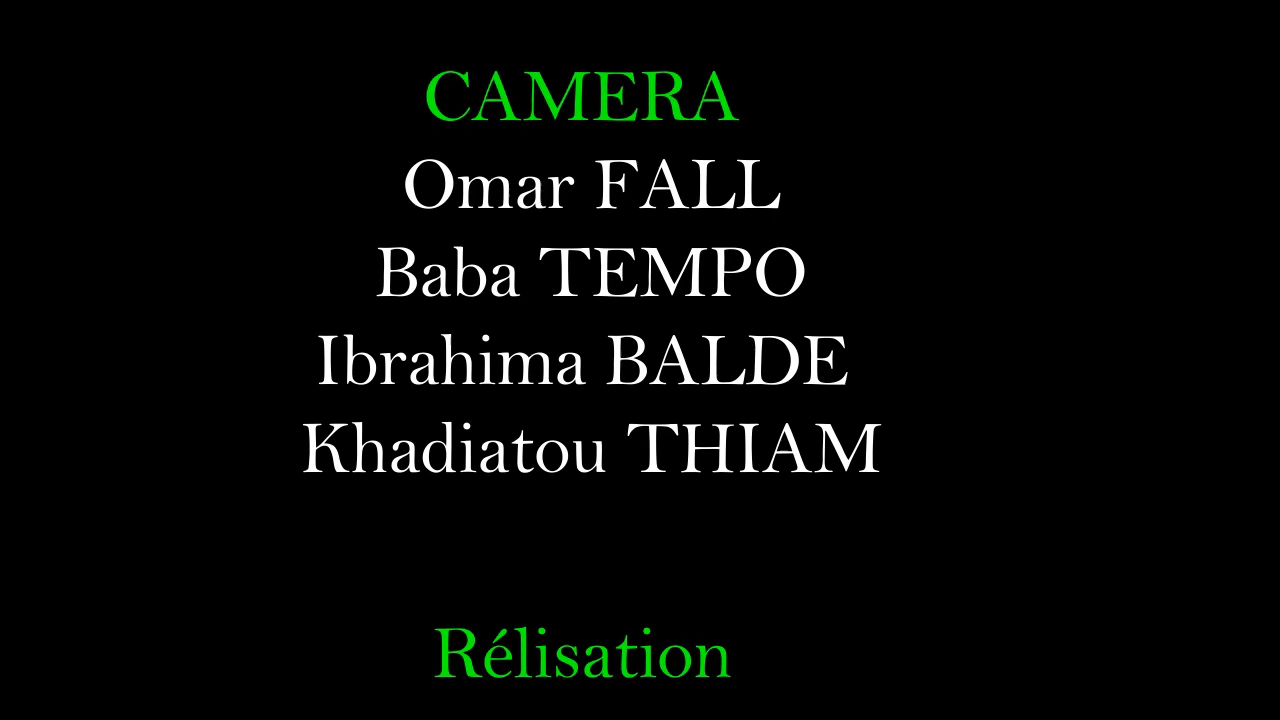 CAMERA
Omar FALL
Baba TEMPO
Ibrahima BALDE
Khadiatou THIAM
Rélisation